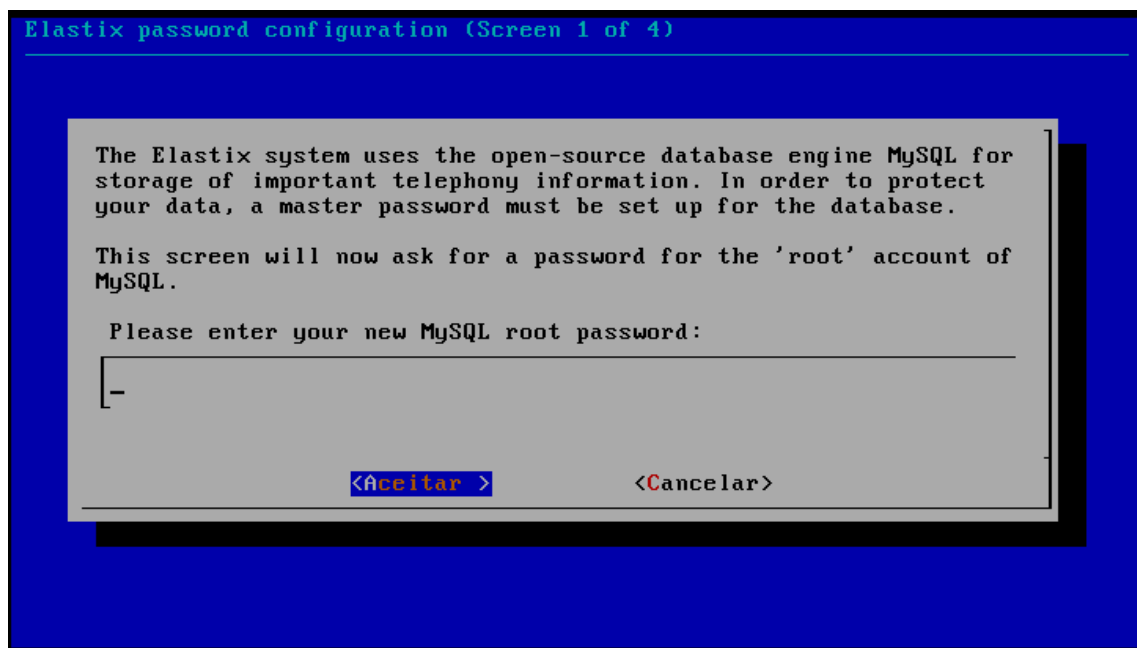 Elastix password configuration (Screen 1 of 4)
The Elastix system uses the open-source database engine MySQL for
storage of important telephony information. In order to protect
your data, a master password must be set up for the database.
This screen will now ask for a password for the 'root' account of
MySQL.
Please enter your new MySQL root password:
<Aceitar > <Cancelar>